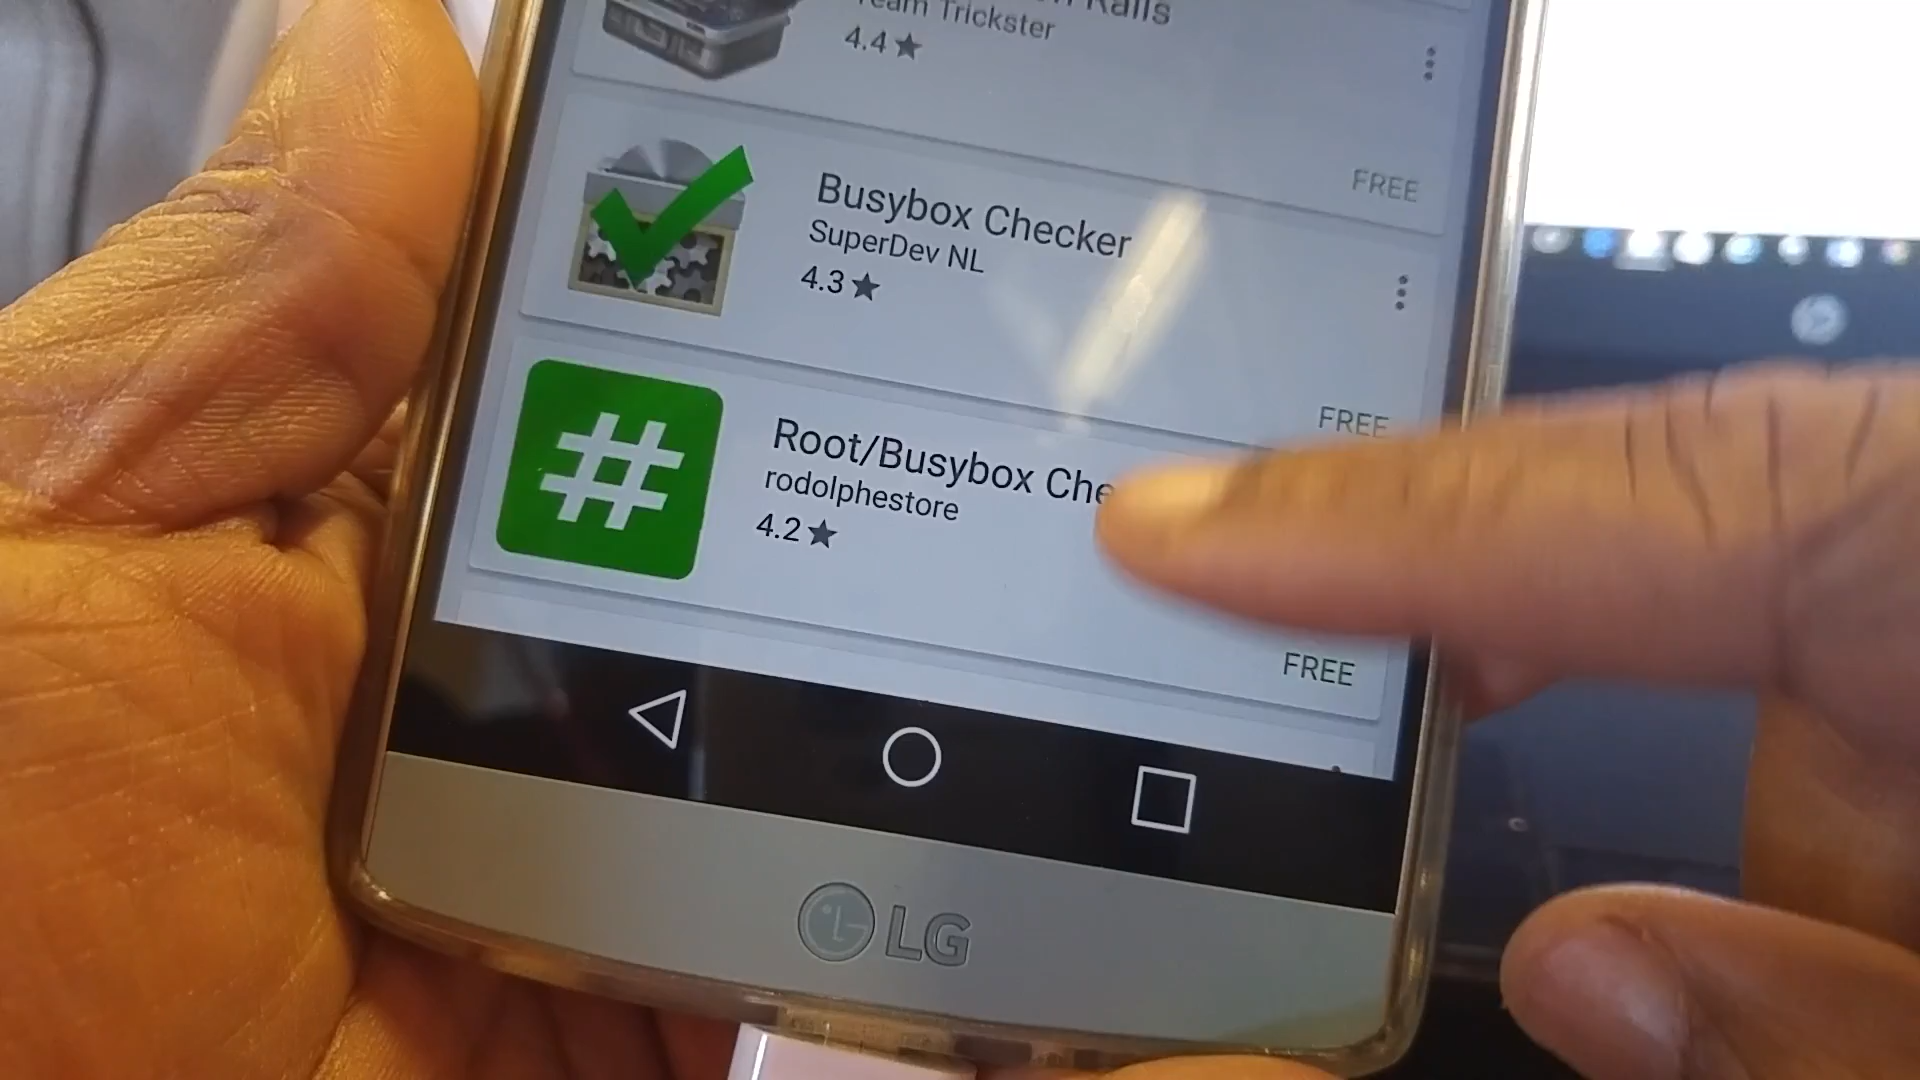 Team Trickster
4.4★
FREE
Busybox Checker
SuperDev NL
4.3★
FREE
Root/Busybox Che
rodolphestore
4.2★
FREE
LG